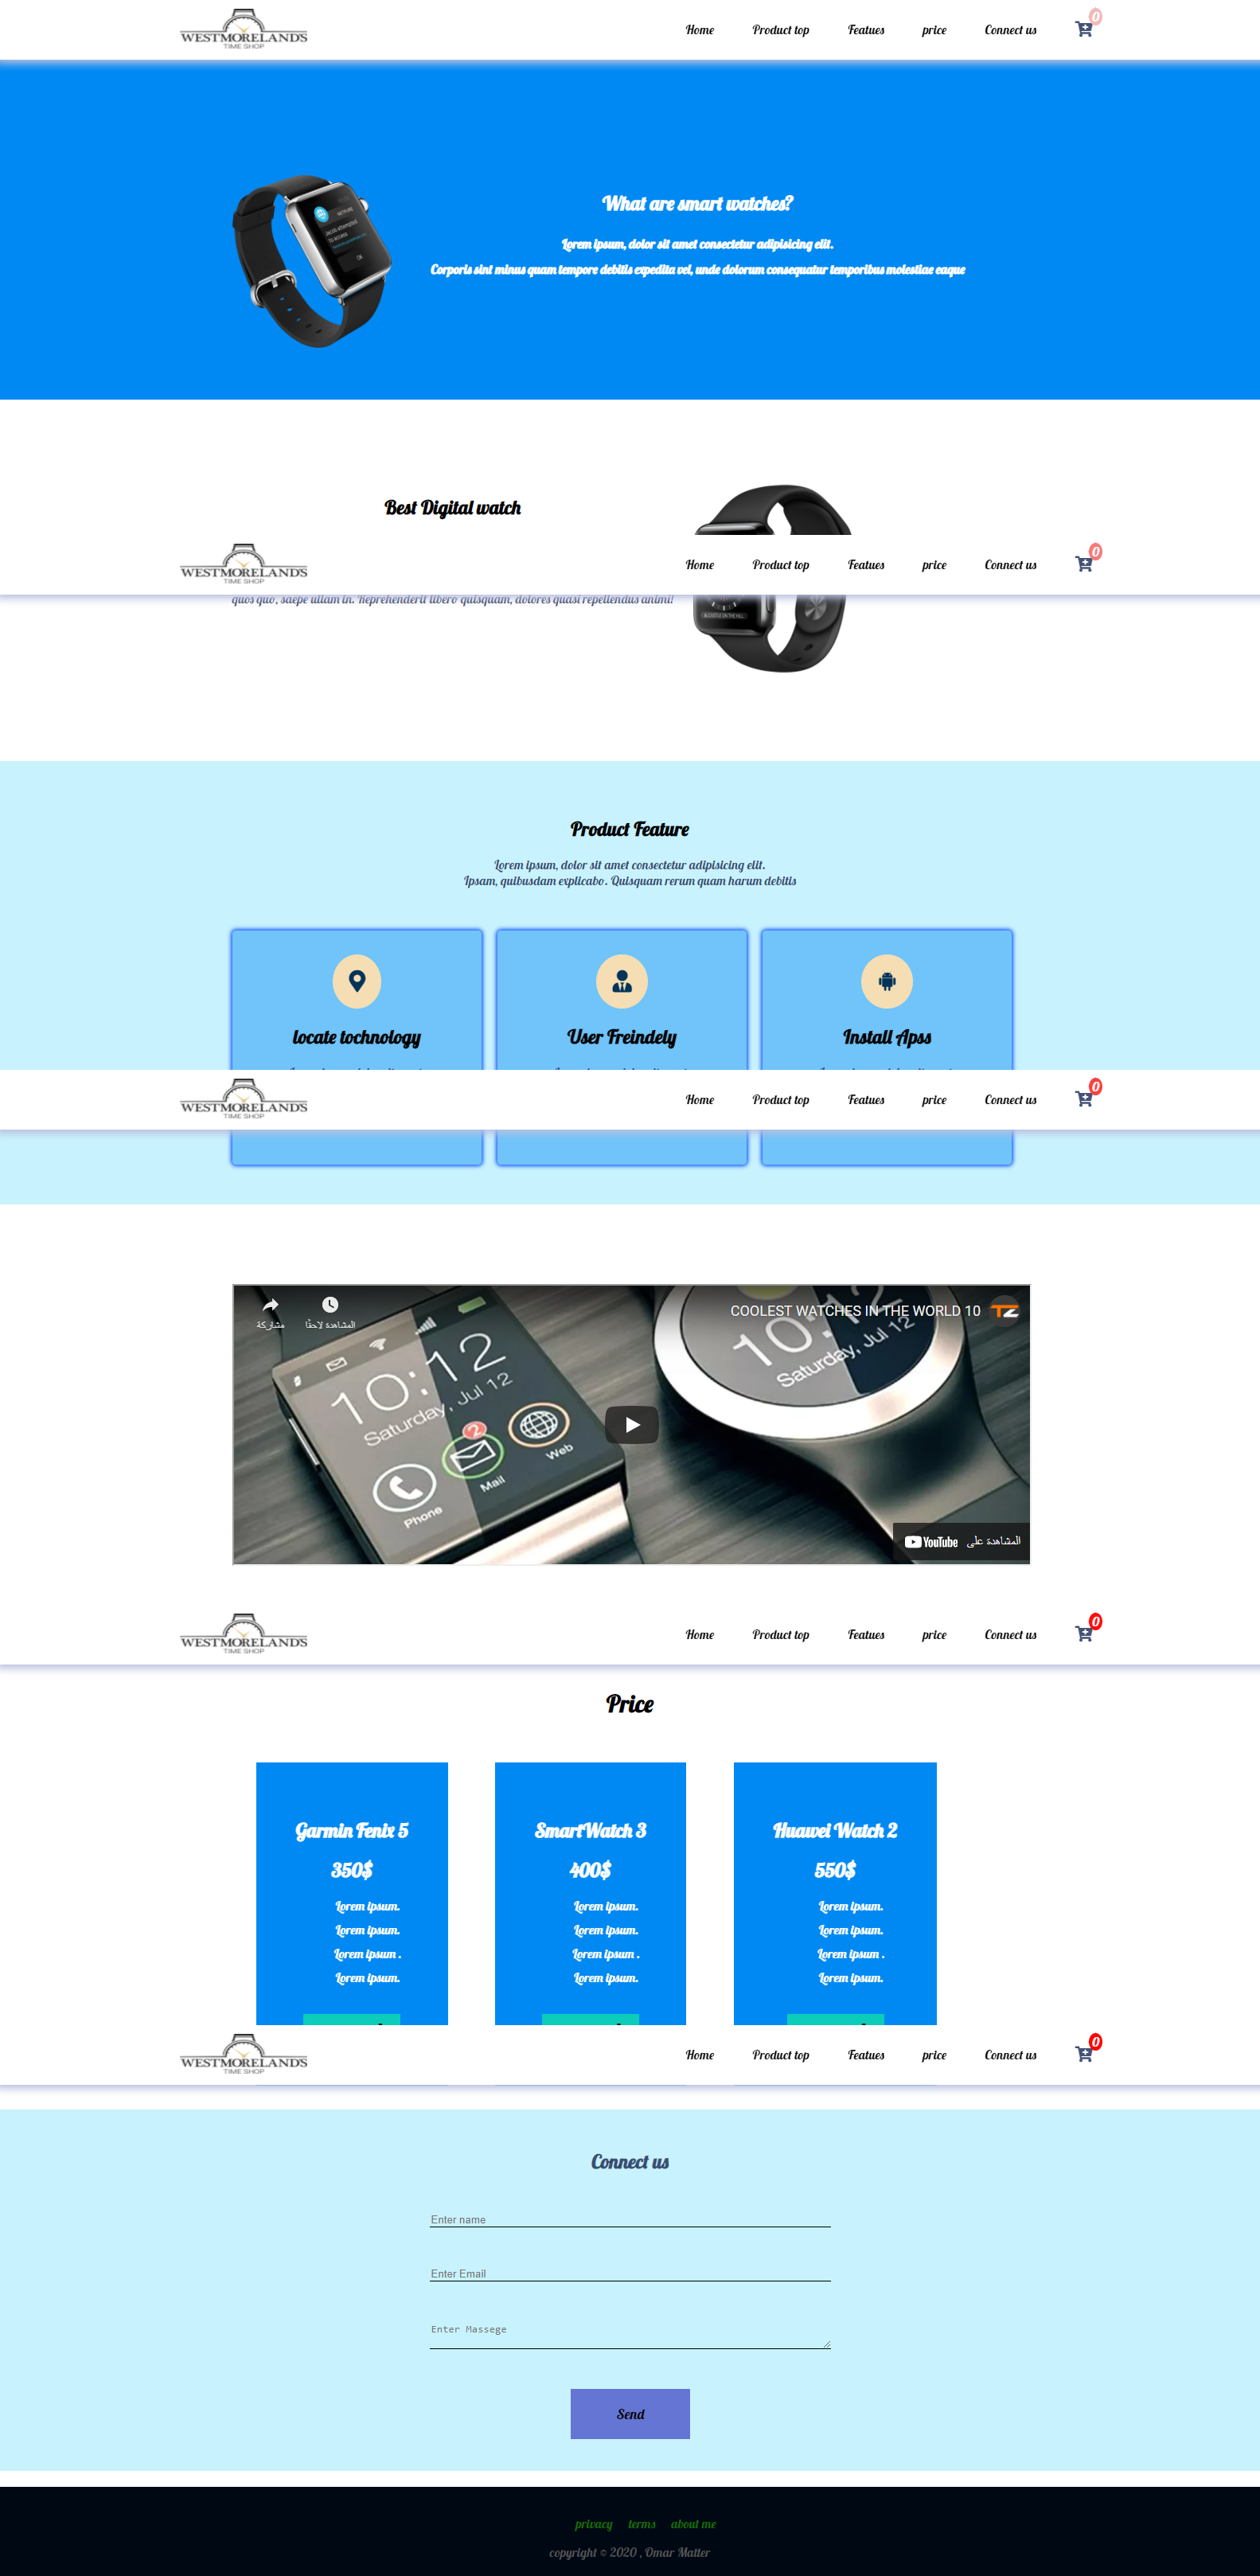 WESTMORELANDS
TIME SHOP
Home
Product top
Featues
price
Connect us
0
What are smart watches?
Lorem ipsum, dolor sit amet consectetur adipisicing elit.
Corporis sint minus quam tempore debitis expedita vel, unde dolorum consequatur temporibus molestiae eaque
Best Digital watch
WESTMORELANDS
TIME SHOP
Home
Product top
Featues
price
Connect us
0
quos quo, saepe ullam in. Reprehenderit libero quisquam, dolores quasi repellendus animi!
Product Feature
Lorem ipsum, dolor sit amet consectetur adipisicing elit.
Ipsam, quibusdam explicabo. Quisquam rerum quam harum debitis
locate tochnology
User Freindely
Install Apss
WESTMORELANDS
TIME SHOP
Home
Product top
Featues
price
Connect us
0
مشاركة
المشاهدة لاحقًا
COOLEST WATCHES IN THE WORLD 10
10:12
Saturday, Jul 12
2
Phone
Mail
Web
10:12
Saturday, Jul 12
المشاهدة على YouTube
WESTMORELANDS
TIME SHOP
Home
Product top
Featues
price
Connect us
0
Price
Garmin Fenix 5
350$
Lorem ipsum.
Lorem ipsum.
Lorem ipsum .
Lorem ipsum.
SmartWatch 3
400$
Lorem ipsum.
Lorem ipsum.
Lorem ipsum .
Lorem ipsum.
Huawei Watch 2
550$
Lorem ipsum.
Lorem ipsum.
Lorem ipsum .
Lorem ipsum.
WESTMORELANDS
TIME SHOP
Home
Product top
Featues
price
Connect us
0
Connect us
Enter name
Enter Email
Enter Massege
Send
privacy
terms
about me
copyright © 2020 , Omar Matter